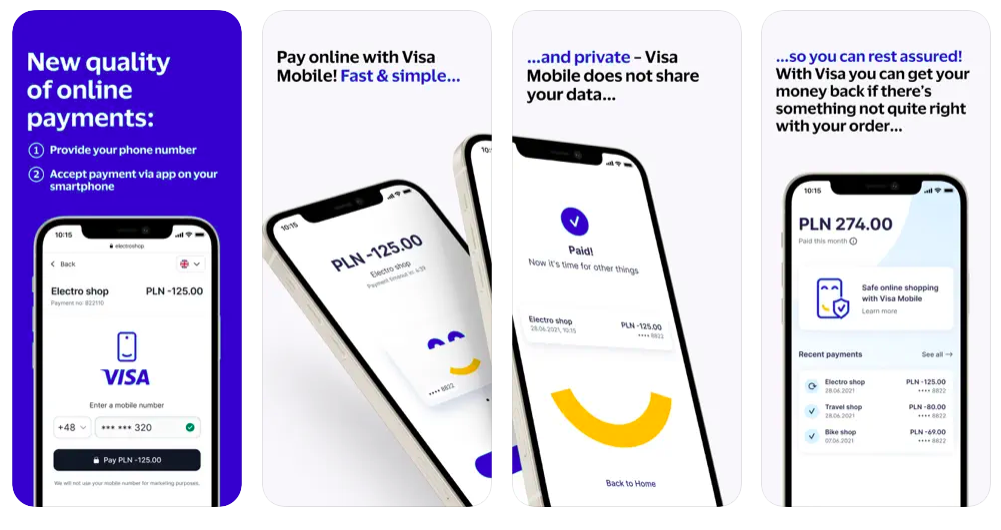 New quality
of online
payments:
1 Provide your phone number
2 Accept payment via app on your
smartphone
10:15
electroshop
Back
Electro shop PLN -125.00
Payment no: 822110
VISA
Enter a mobile number
+48 *** *** 320
Pay PLN -125.00
We will not use your mobile number for marketing purposes.
Pay online with Visa
Mobile! Fast & simple...
10:15
PLN -125.00
Electro shop
Payment timeout in: 4:39
•••• 8822
10:
...and private – Visa
Mobile does not share
your data...
Paid!
Now it's time for other things
Electro shop PLN -125.00
28.06.2021, 10:15 •••• 8822
Back to Home
...so you can rest assured!
With Visa you can get your
money back if there's
something not quite right
with your order...
10:15
PLN 274.00
Paid this month
Safe online shopping
with Visa Mobile
Learn more
Recent payments See all →
Electro shop PLN -125.00
28.06.2021 •••• 8822
Travel shop PLN -80.00
28.06.2021 •••• 8822
Bike shop PLN -69.00
07.06.2021 •••• 8822